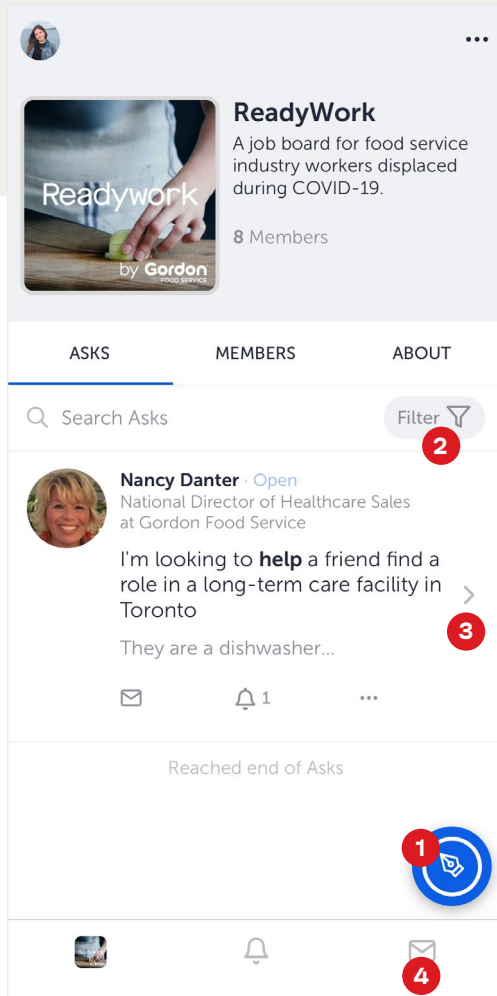 ReadyWork
A job board for food service
industry workers displaced
during COVID-19.
8 Members
Readywork
by Gordon
FOOD SERVICE
ASKS MEMBERS ABOUT
Search Asks
Filter
2
Nancy Danter · Open
National Director of Healthcare Sales
at Gordon Food Service
I'm looking to help a friend find a
role in a long-term care facility in
Toronto
3
They are a dishwasher...
1
Reached end of Asks
1
Readywork
4